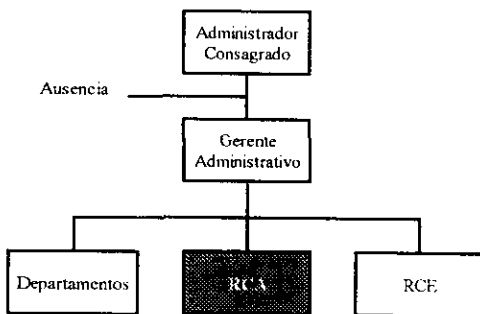 Administrador
Consagrado
Ausencia
Gerente
Administrativo
Departamentos
RCA
RCE